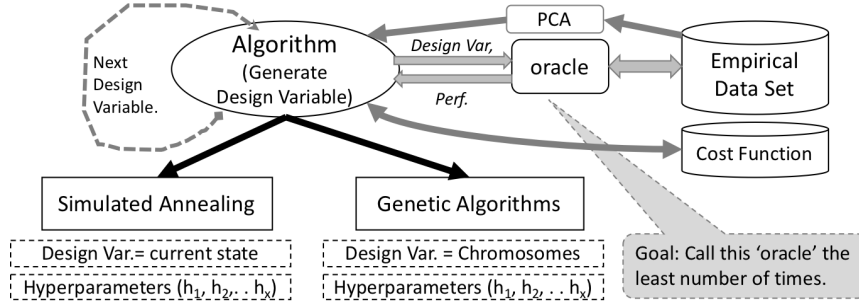 PCA
Algorithm
(Generate
Design Variable)
Design Var,
Perf.
oracle
Empirical
Data Set
Next
Design
Variable.
Cost Function
Simulated Annealing
Genetic Algorithms
Design Var.= current state
Hyperparameters (h₁, h₂,. . hₓ)
Design Var. = Chromosomes
Hyperparameters (h₁, h₂, . . hₓ)
Goal: Call this ‘oracle’ the
least number of times.